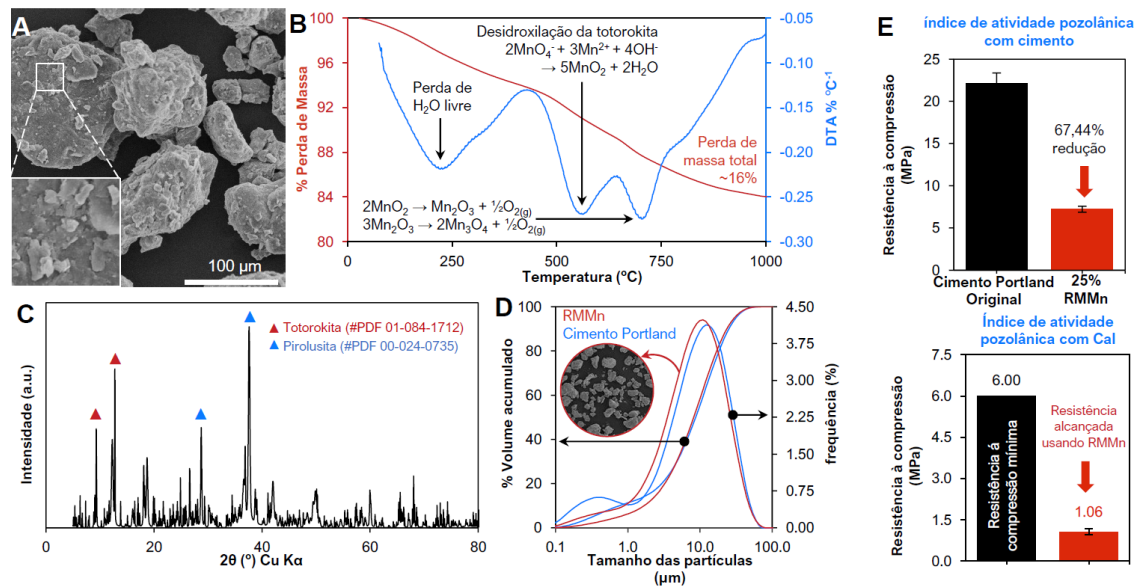 A
100 µm
B
100
96
92
88
84
80
% Perda de Massa
Desidroxilação da totorokita
2MnO₄⁻ + 3Mn²⁺ + 4OH⁻
→ 5MnO₂ + 2H₂O
Perda de
H₂O livre
Perda de
massa total
~16%
2MnO₂ → Mn₂O₃ + ½O₂₍g₎
3Mn₂O₃ → 2Mn₃O₄ + ½O₂₍g₎
-0.05
-0.10
-0.15
-0.20
-0.25
-0.30
DTA % ºC⁻¹
0
250
500
750
1000
Temperatura (ºC)
C
Totorokita (#PDF 01-084-1712)
Pirolusita (#PDF 00-024-0735)
Intensidade (a.u.)
0
20
40
60
80
2θ (º) Cu Kα
D
RMMn
Cimento Portland
100
80
60
40
20
0
% Volume acumulado
4.50
3.75
3.00
2.25
1.50
0.75
0.00
frequência (%)
0.1
1.0
10.0
100.0
Tamanho das partículas
(µm)
E
índice de atividade pozolânica
com cimento
25
20
15
10
5
0
Resistência à compressão
(MPa)
67,44%
redução
Cimento Portland
Original
25%
RMMn
Índice de atividade
pozolânica com Cal
7.5
6.0
4.5
3.0
1.5
0.0
Resistência à compressão
(MPa)
6.00
Resistência á
compressão mínima
Resistência
alcançada
usando RMMn
1.06